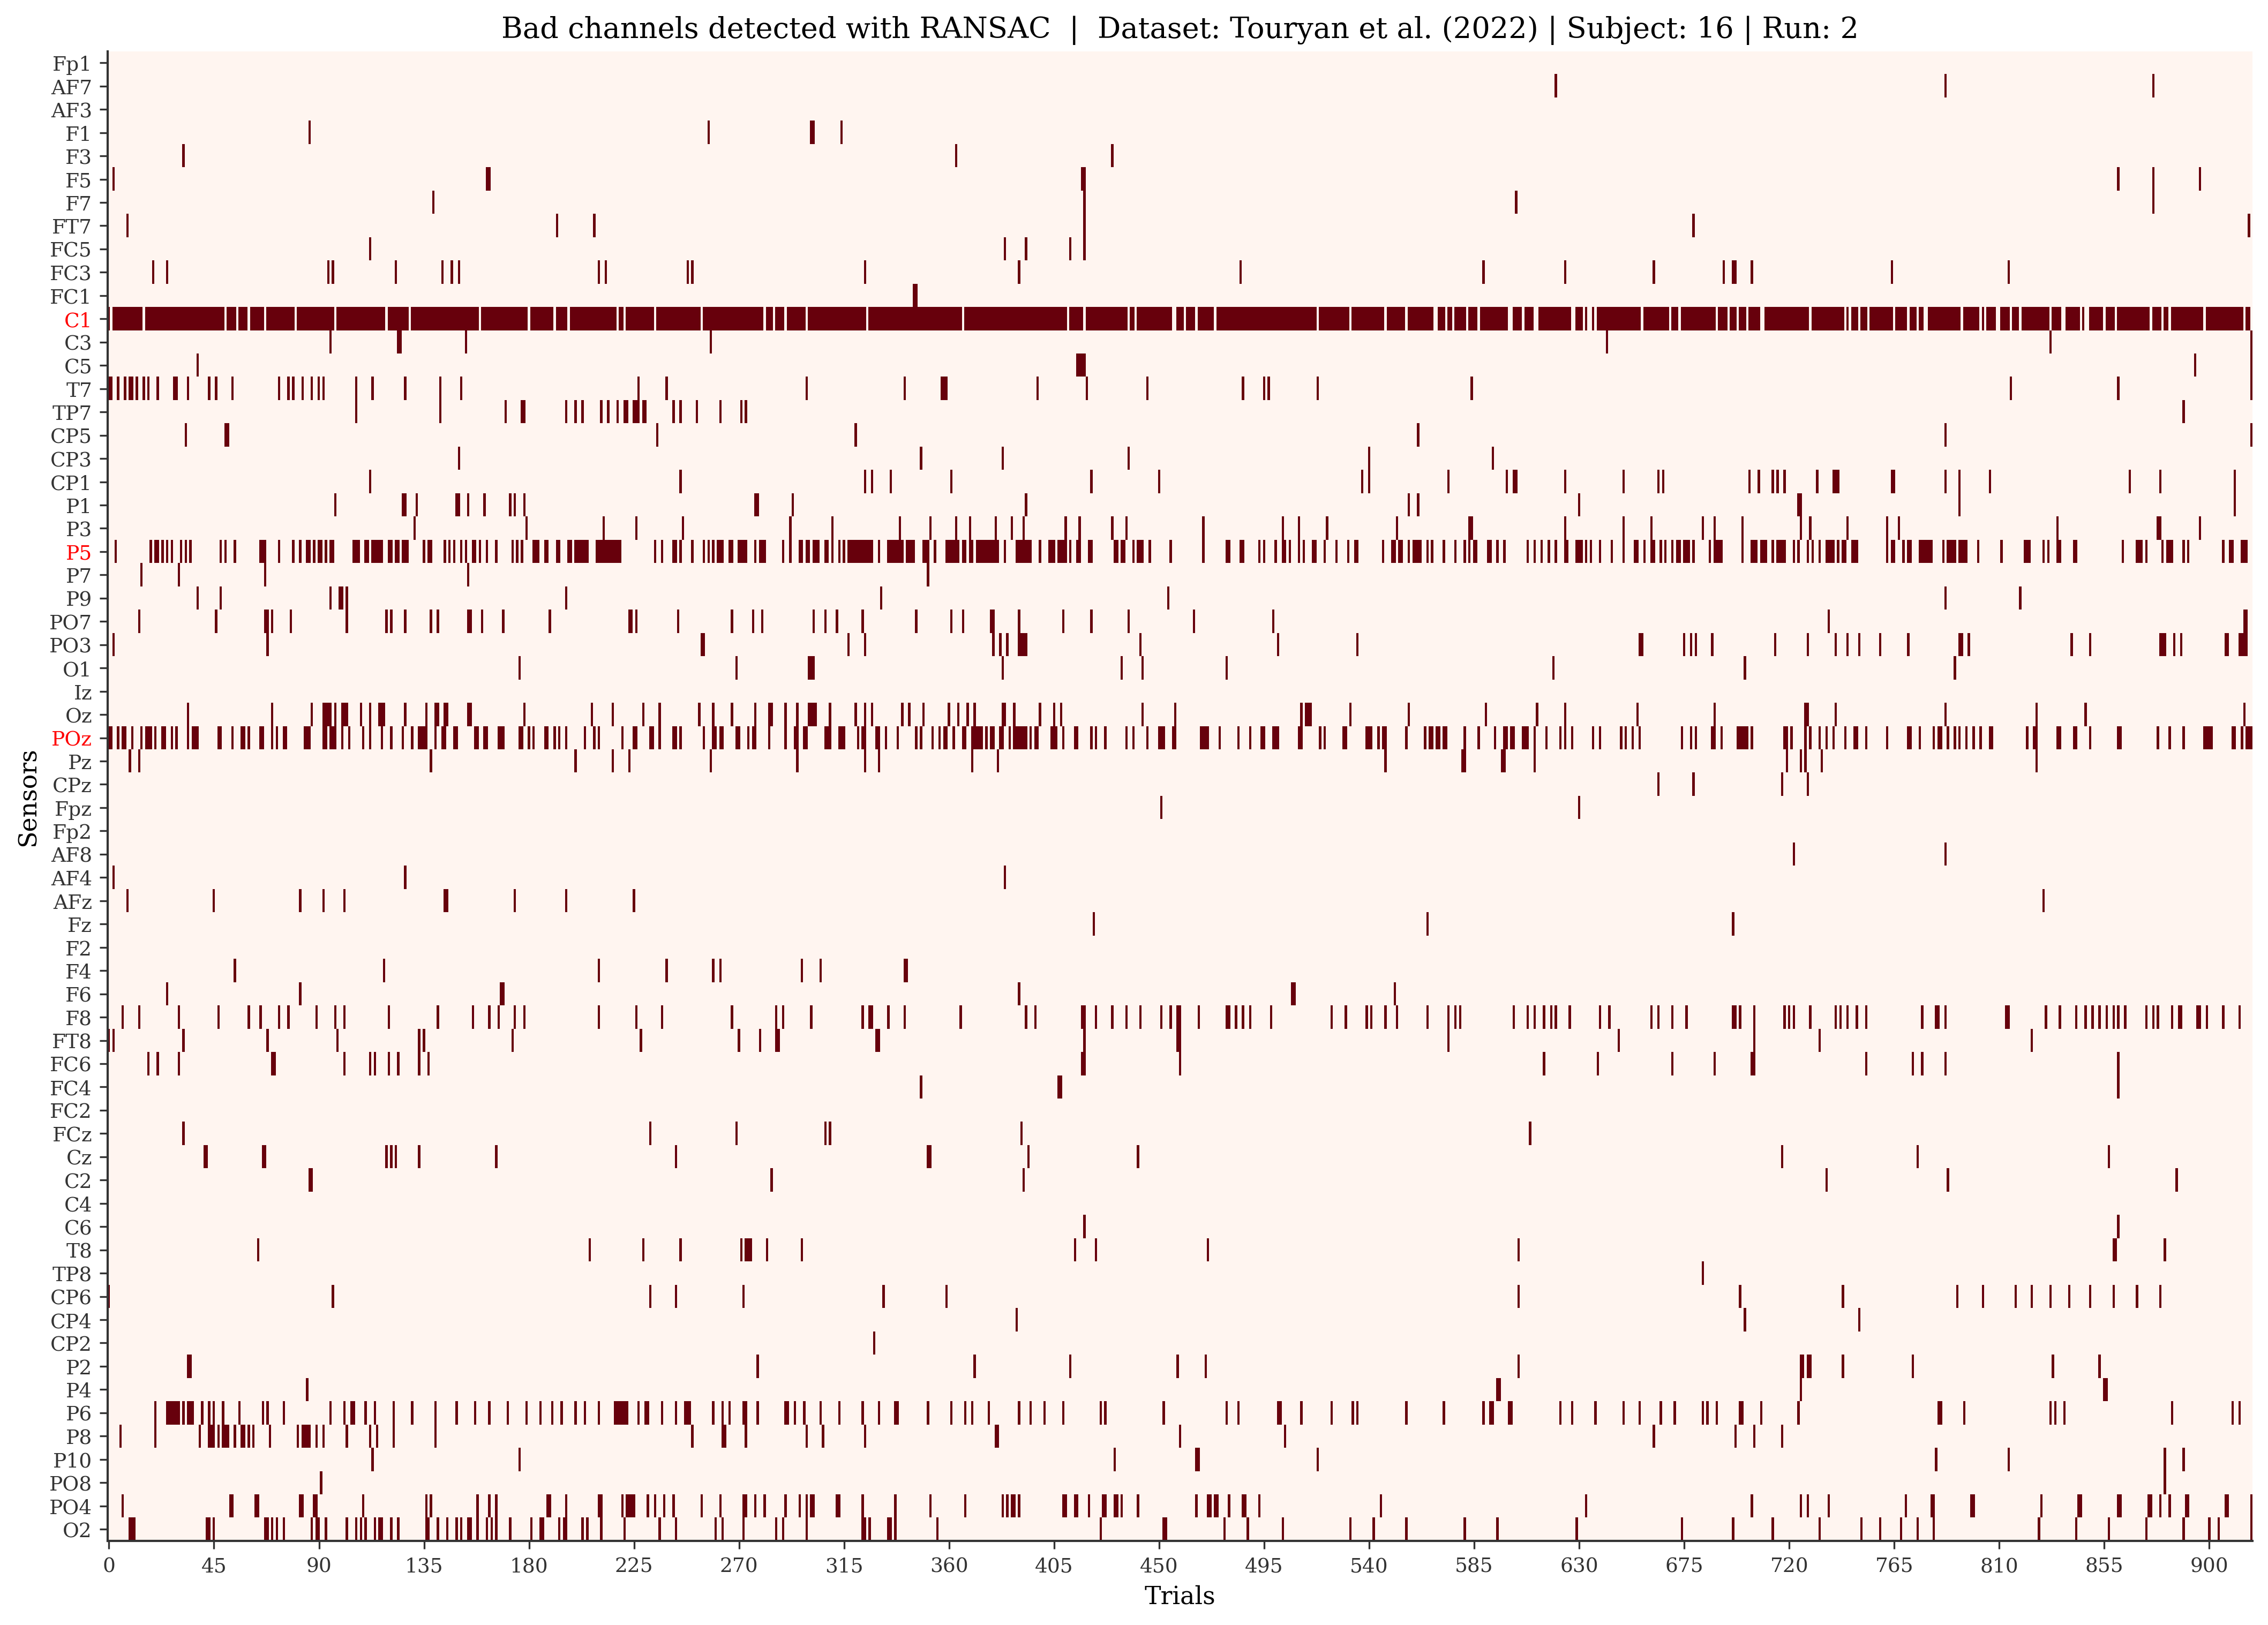 Bad channels detected with RANSAC | Dataset: Touryan et al. (2022) | Subject: 16 | Run: 2
Fp1
AF7
AF3
F1
F3
F5
F7
FT7
FC5
FC3
FC1
C1
C3
C5
T7
TP7
CP5
CP3
CP1
P1
P3
P5
P7
P9
PO7
PO3
O1
Iz
Oz
POz
Pz
CPz
Fpz
Fp2
AF8
AF4
AFz
Fz
F2
F4
F6
F8
FT8
FC6
FC4
FC2
FCz
Cz
C2
C4
C6
T8
TP8
CP6
CP4
CP2
P2
P4
P6
P8
P10
PO8
PO4
O2
Sensors
0 45 90 135 180 225 270 315 360 405 450 495 540 585 630 675 720 765 810 855 900
Trials